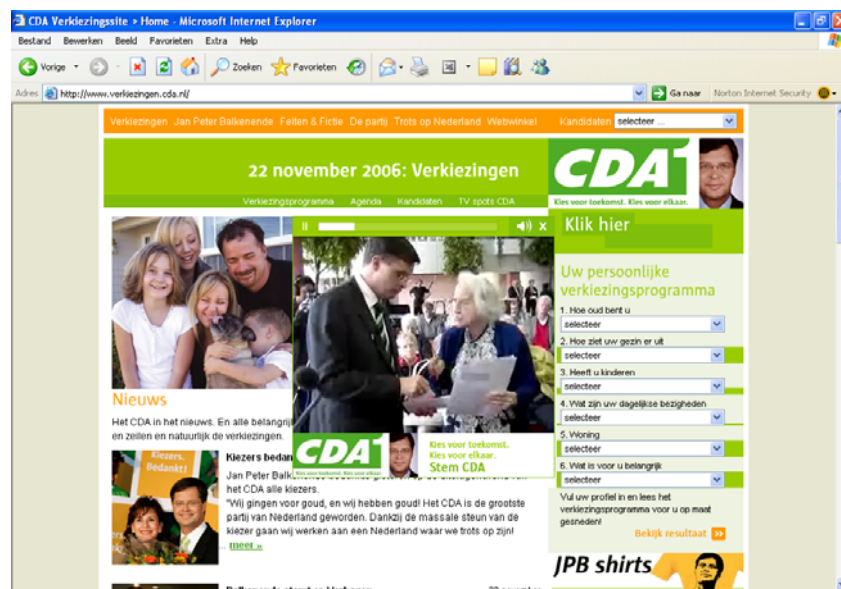 CDA Verkiezingssite » Home - Microsoft Internet Explorer
Bestand Bewerken Beeld Favorieten Extra Help
Vorige Zoeken Favorieten
Adres http://www.verkiezingen.cda.nl/ Ga naar Norton Internet Security
Verkiezingen Jan Peter Balkenende Feiten & Fictie De partij Trots op Nederland Webwinkel Kandidaten selecteer ...
22 november 2006: Verkiezingen
CDA1
Kies voor toekomst. Kies voor elkaar.
Verkiezingsprogramma Agenda Kandidaten TV spots CDA
Klik hier
Uw persoonlijke
verkiezingsprogramma
1. Hoe oud bent u
selecteer
2. Hoe ziet uw gezin er uit
selecteer
3. Heeft u kinderen
selecteer
4. Wat zijn uw dagelijkse bezigheden
selecteer
5. Woning
selecteer
6. Wat is voor u belangrijk
selecteer
Vul uw profiel in en lees het
verkiezingsprogramma voor u op maat
gesneden!
Bekijk resultaat
JPB shirts
CDA1
Kies voor toekomst. Kies voor elkaar.
Kies voor toekomst.
Kies voor elkaar.
Stem CDA
Nieuws
Het CDA in het nieuws. En alle belangrij
en zeilen en natuurlijk de verkiezingen.
Kiezers.
Bedankt!
Kiezers bedan
Jan Peter Balk
het CDA alle kiezers.
"Wij gingen voor goud, en wij hebben goud! Het CDA is de grootste
partij van Nederland geworden. Dankzij de massale steun van de
kiezer gaan wij werken aan een Nederland waar we trots op zijn!
... meer »